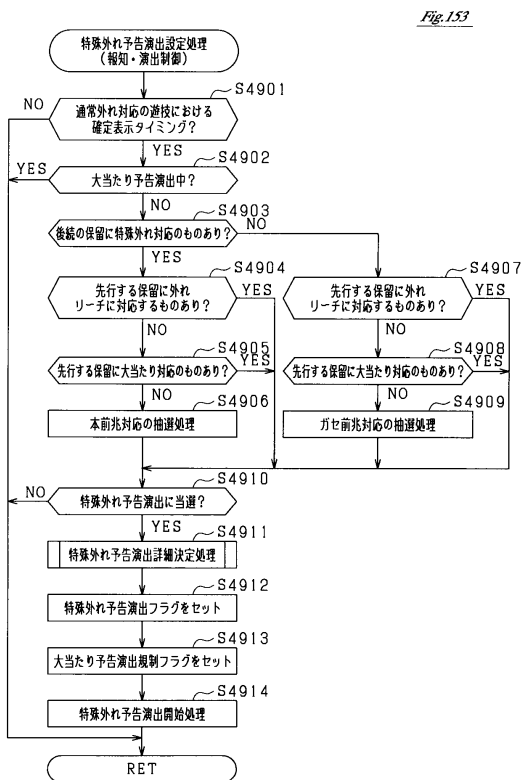 Fig.153
特殊外れ予告演出設定処理
(報知・演出制御)
S4901
NO
通常外れ対応の遊技における
確定表示タイミング?
YES
S4902
YES
大当たり予告演出中?
NO
S4903
後続の保留に特殊外れ対応のものあり?
NO
YES
S4904
先行する保留に外れ
リーチに対応するものあり?
YES
NO
S4907
先行する保留に外れ
リーチに対応するものあり?
YES
NO
S4905
先行する保留に大当たり対応のものあり?
YES
NO
S4908
先行する保留に大当たり対応のものあり?
YES
NO
S4906
本前兆対応の抽選処理
S4909
ガセ前兆対応の抽選処理
S4910
NO
特殊外れ予告演出に当選?
YES
S4911
特殊外れ予告演出詳細決定処理
S4912
特殊外れ予告演出フラグをセット
S4913
大当たり予告演出規制フラグをセット
S4914
特殊外れ予告演出開始処理
RET